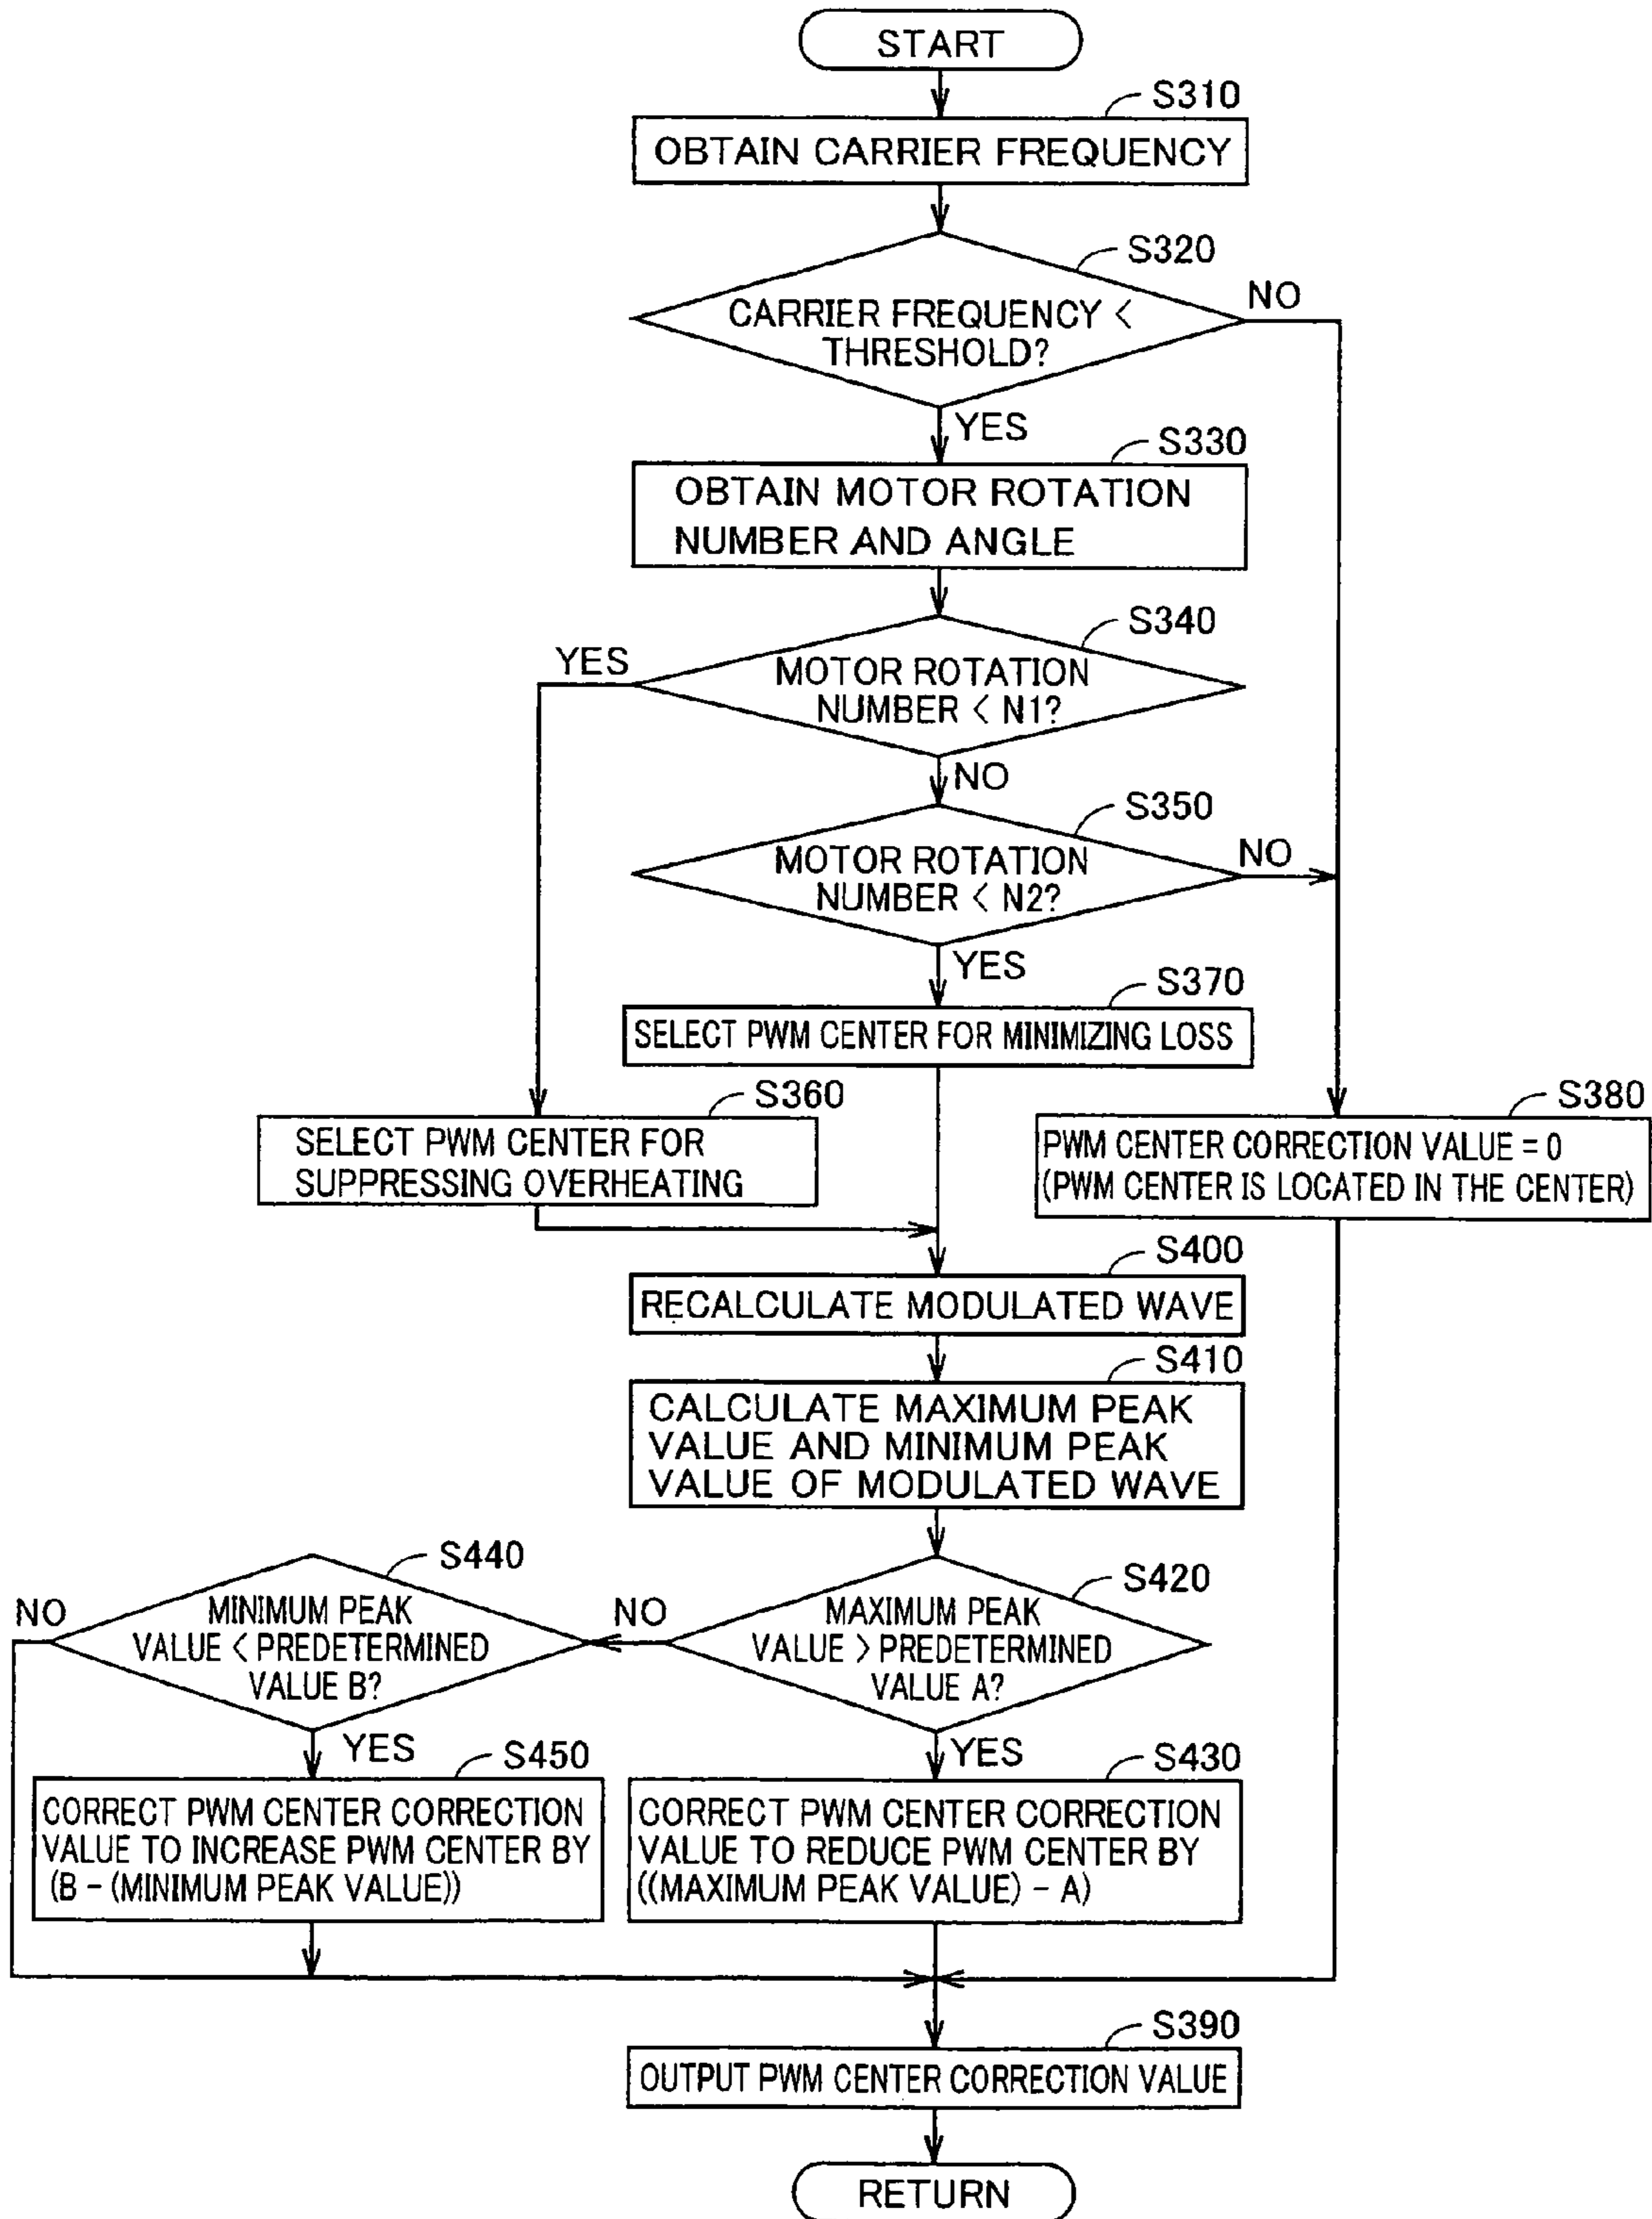 START
S310
OBTAIN CARRIER FREQUENCY
S320
CARRIER FREQUENCY <
THRESHOLD?
NO
YES
S330
OBTAIN MOTOR ROTATION
NUMBER AND ANGLE
S340
YES
MOTOR ROTATION
NUMBER < N1?
NO
S350
MOTOR ROTATION
NUMBER < N2?
NO
YES
S370
SELECT PWM CENTER FOR MINIMIZING LOSS
S360
SELECT PWM CENTER FOR
SUPPRESSING OVERHEATING
S380
PWM CENTER CORRECTION VALUE = 0
(PWM CENTER IS LOCATED IN THE CENTER)
S400
RECALCULATE MODULATED WAVE
S410
CALCULATE MAXIMUM PEAK
VALUE AND MINIMUM PEAK
VALUE OF MODULATED WAVE
S420
MAXIMUM PEAK
VALUE > PREDETERMINED
VALUE A?
NO
YES
S440
MINIMUM PEAK
VALUE < PREDETERMINED
VALUE B?
NO
YES
S450
CORRECT PWM CENTER CORRECTION
VALUE TO INCREASE PWM CENTER BY
(B - (MINIMUM PEAK VALUE))
S430
CORRECT PWM CENTER CORRECTION
VALUE TO REDUCE PWM CENTER BY
((MAXIMUM PEAK VALUE) - A)
S390
OUTPUT PWM CENTER CORRECTION VALUE
RETURN